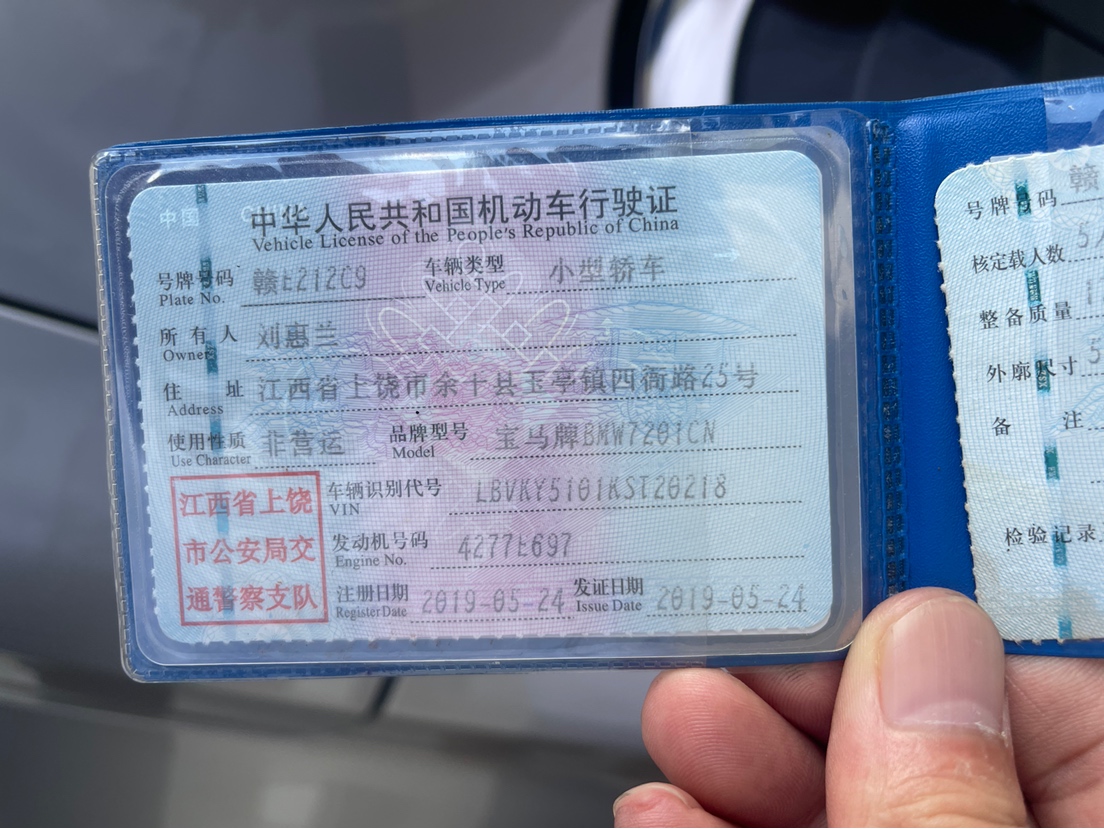 中华人民共和国机动车行驶证
Vehicle License of the People's Republic of China
号牌号码 赣E212C9 车辆类型 小型轿车
Plate No. Vehicle Type
所有人 刘惠兰
Owner
住址 江西省上饶市余干县玉亭镇四衙路25号
Address
使用性质 非营运 品牌型号 宝马牌BMW7201CN
Use Character Model
江西省上饶
市公安局交
通警察支队
车辆识别代号 LBVKY5101KST20218
VIN
发动机号码 4277E697
Engine No.
注册日期 2019-05-24 发证日期 2019-05-24
Register Date Issue Date
号牌号码 赣
核定载人数 5人
整备质量
外廓尺寸 5
备注
检验记录